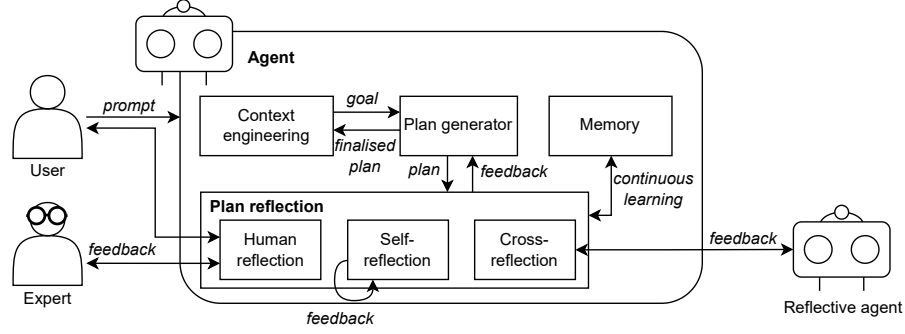 Agent
prompt
User
Context
engineering
goal
finalised
plan
Plan generator
Memory
plan
feedback
continuous
learning
Plan reflection
Human
reflection
Self-
reflection
Cross-
reflection
feedback
Expert
feedback
feedback
Reflective agent